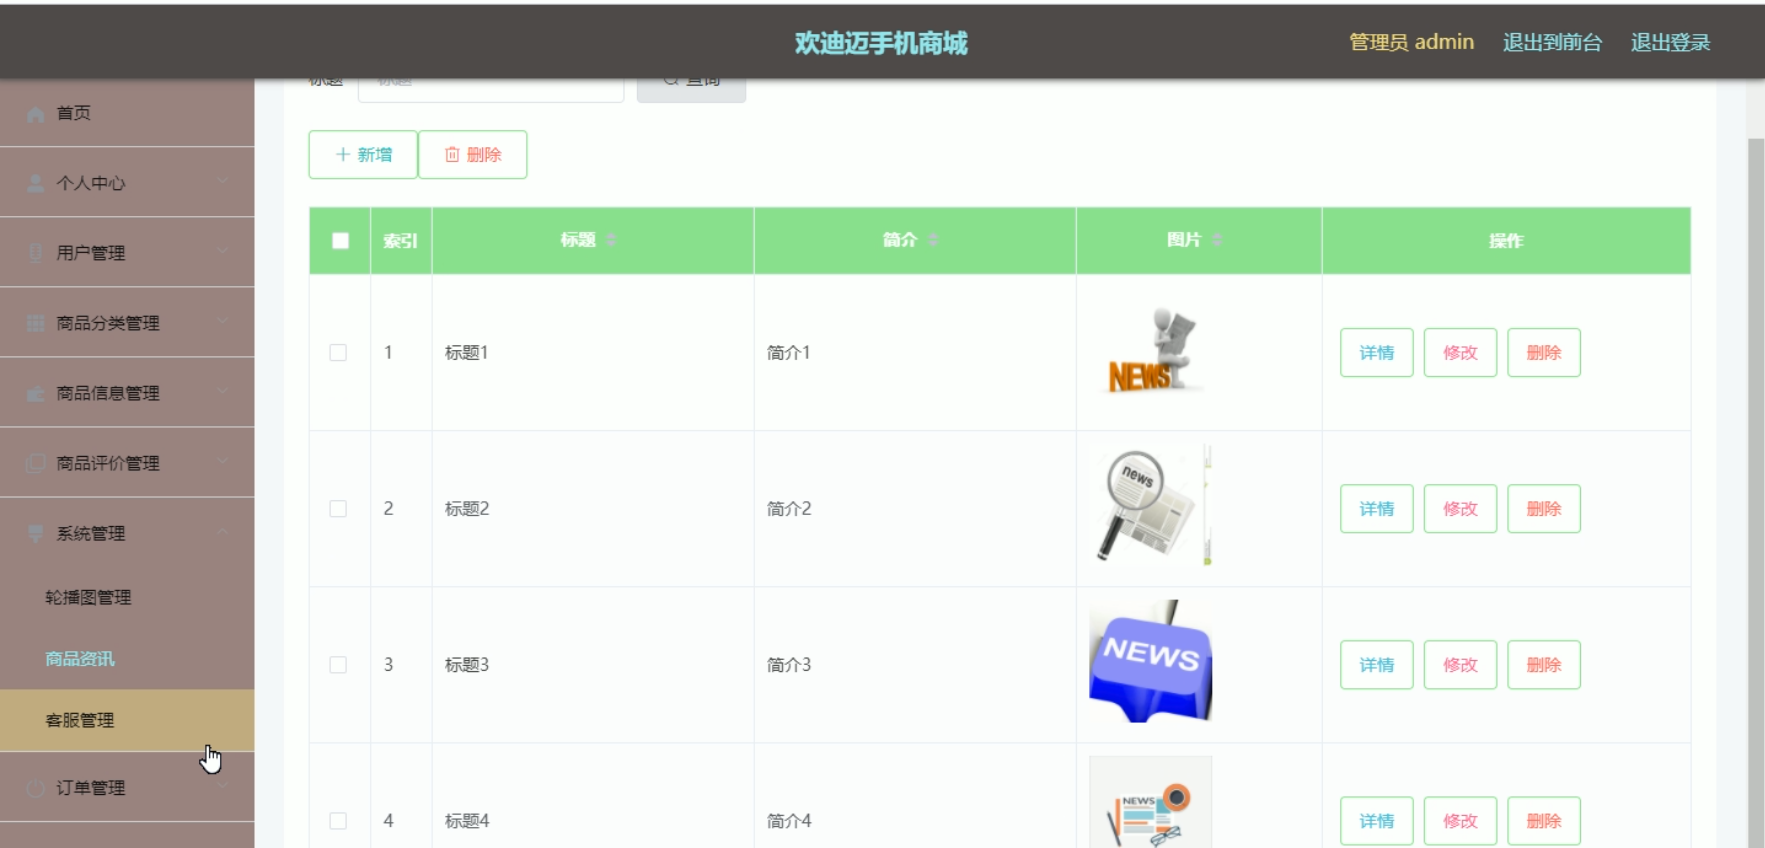 欢迪迈手机商城
管理员 admin 退出到前台 退出登录
标题 标题 查询
首页
新增 删除
个人中心
索引 标题 简介 图片 操作
用户管理
商品分类管理
1 标题1 简介1 NEWS 详情 修改 删除
商品信息管理
商品评价管理
news
2 标题2 简介2 详情 修改 删除
系统管理
轮播图管理
商品资讯
NEWS
3 标题3 简介3 详情 修改 删除
客服管理
订单管理
NEWS
4 标题4 简介4 详情 修改 删除